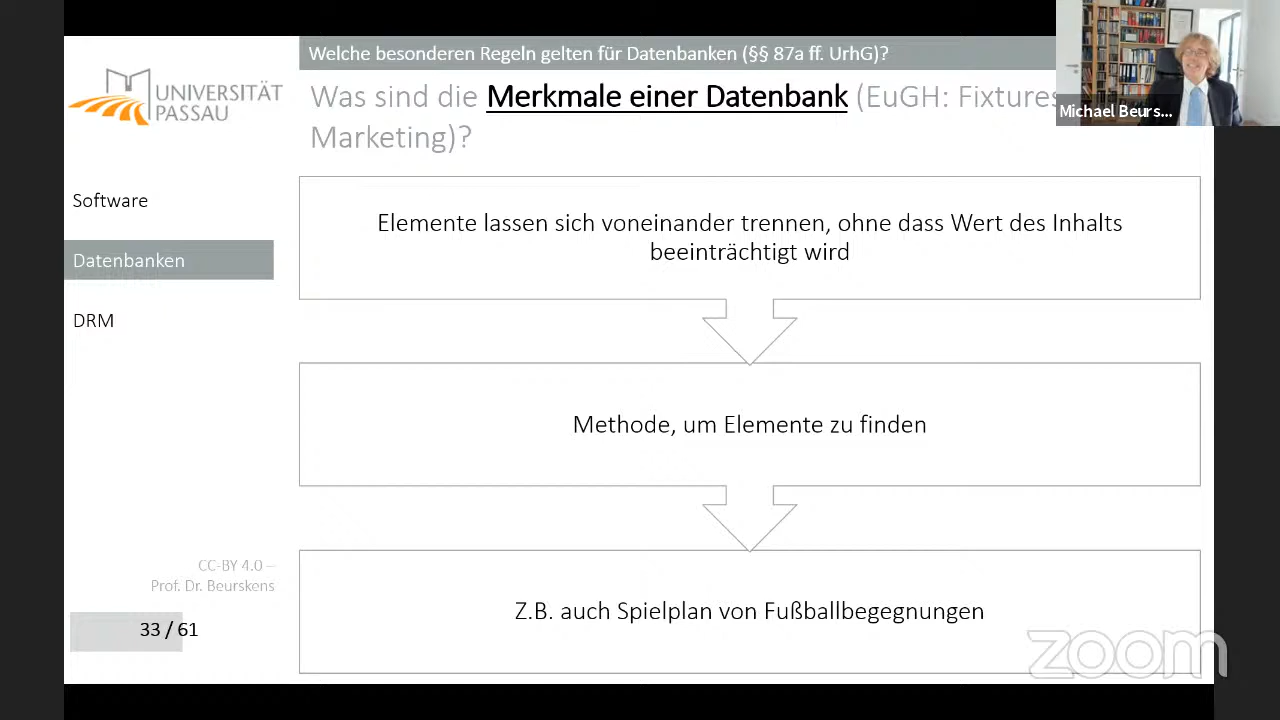 Welche besonderen Regeln gelten für Datenbanken (§§ 87a ff. UrhG)?
UNIVERSITÄT
PASSAU
Was sind die Merkmale einer Datenbank (EuGH: Fixtures
Marketing)?
Michael Beurs...
Software
Datenbanken
DRM
Elemente lassen sich voneinander trennen, ohne dass Wert des Inhalts
beeinträchtigt wird
Methode, um Elemente zu finden
Z.B. auch Spielplan von Fußballbegegnungen
CC-BY 4.0 –
Prof. Dr. Beurskens
33 / 61
zoom